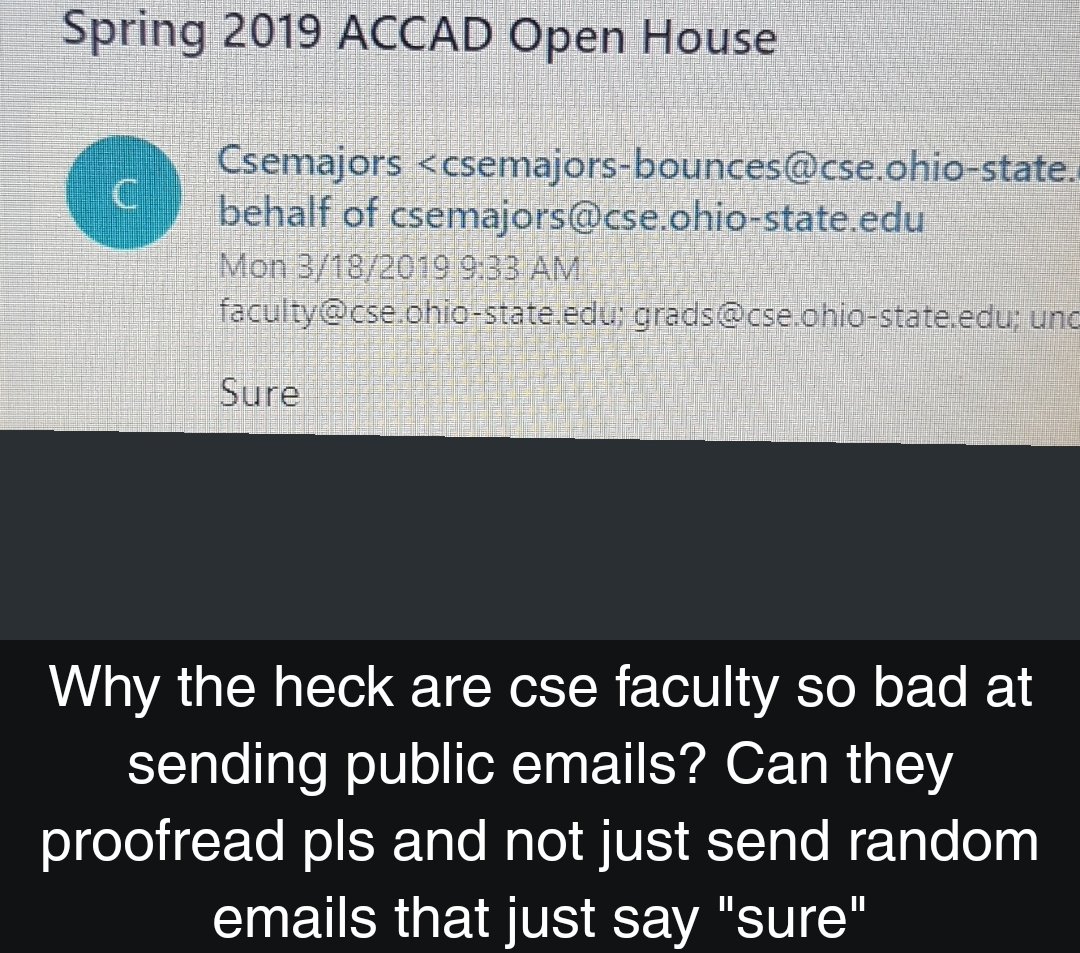 Spring 2019 ACCAD Open House
C
Csemajors <csemajors-bounces@cse.ohio-state.
behalf of csemajors@cse.ohio-state.edu
Mon 3/18/2019 9:33 AM
faculty@cse.ohio-state.edu; grads@cse.ohio-state.edu;
Sure
Why the heck are cse faculty so bad at
sending public emails? Can they
proofread pls and not just send random
emails that just say "sure"